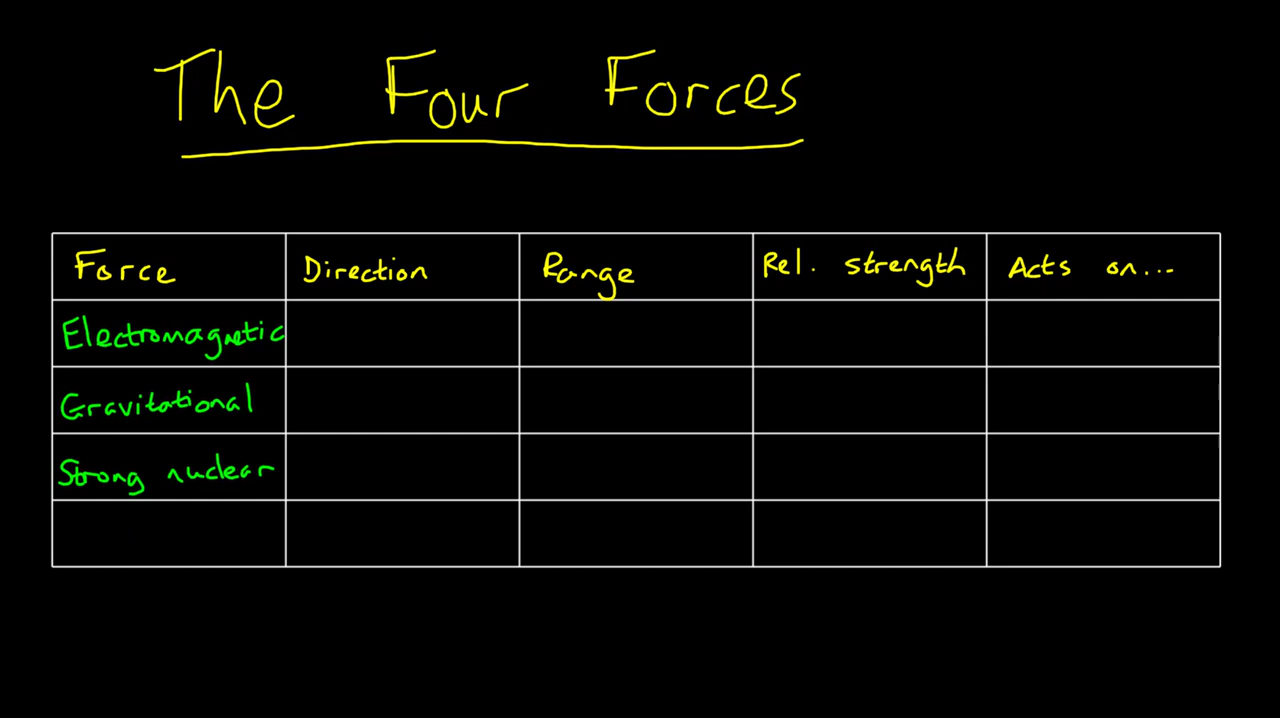 The Four Forces
Force Direction Range Rel. strength Acts on...
Electromagnetic
Gravitational
Strong nuclear